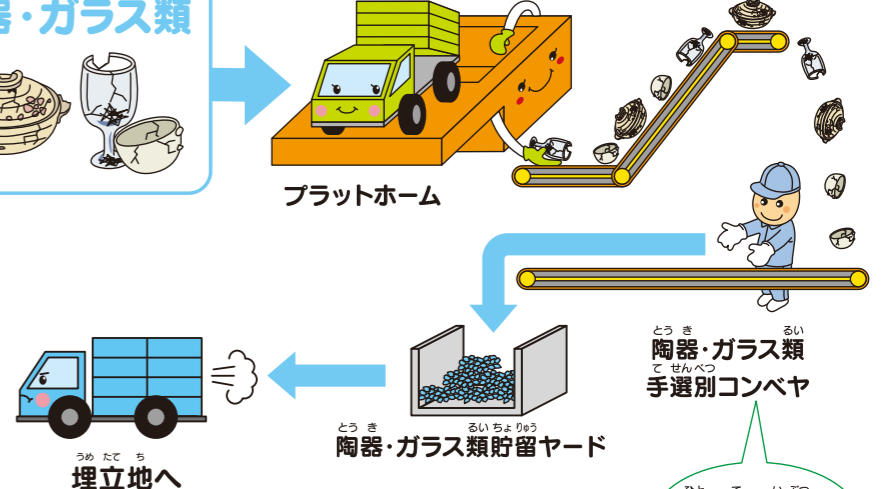 器・ガラス類
プラットホーム
とう き るい
陶器・ガラス類
て せんべつ
手選別コンベヤ
とう き るい ちょ りゅう
陶器・ガラス類貯留ヤード
うめ たて ち
埋立地へ